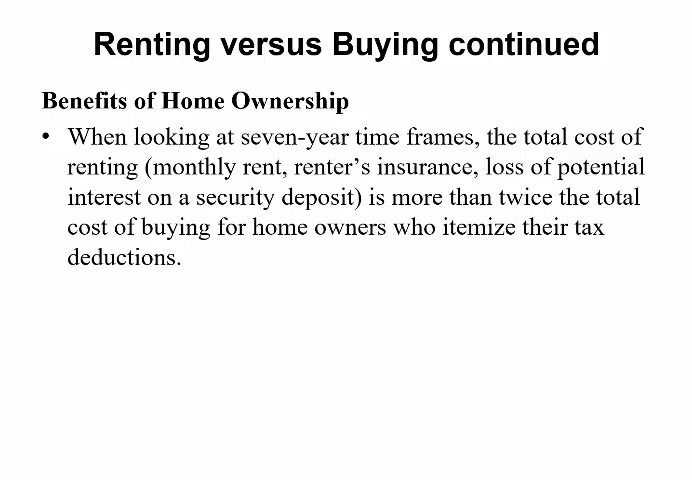 Renting versus Buying continued
Benefits of Home Ownership
• When looking at seven-year time frames, the total cost of
renting (monthly rent, renter’s insurance, loss of potential
interest on a security deposit) is more than twice the total
cost of buying for home owners who itemize their tax
deductions.